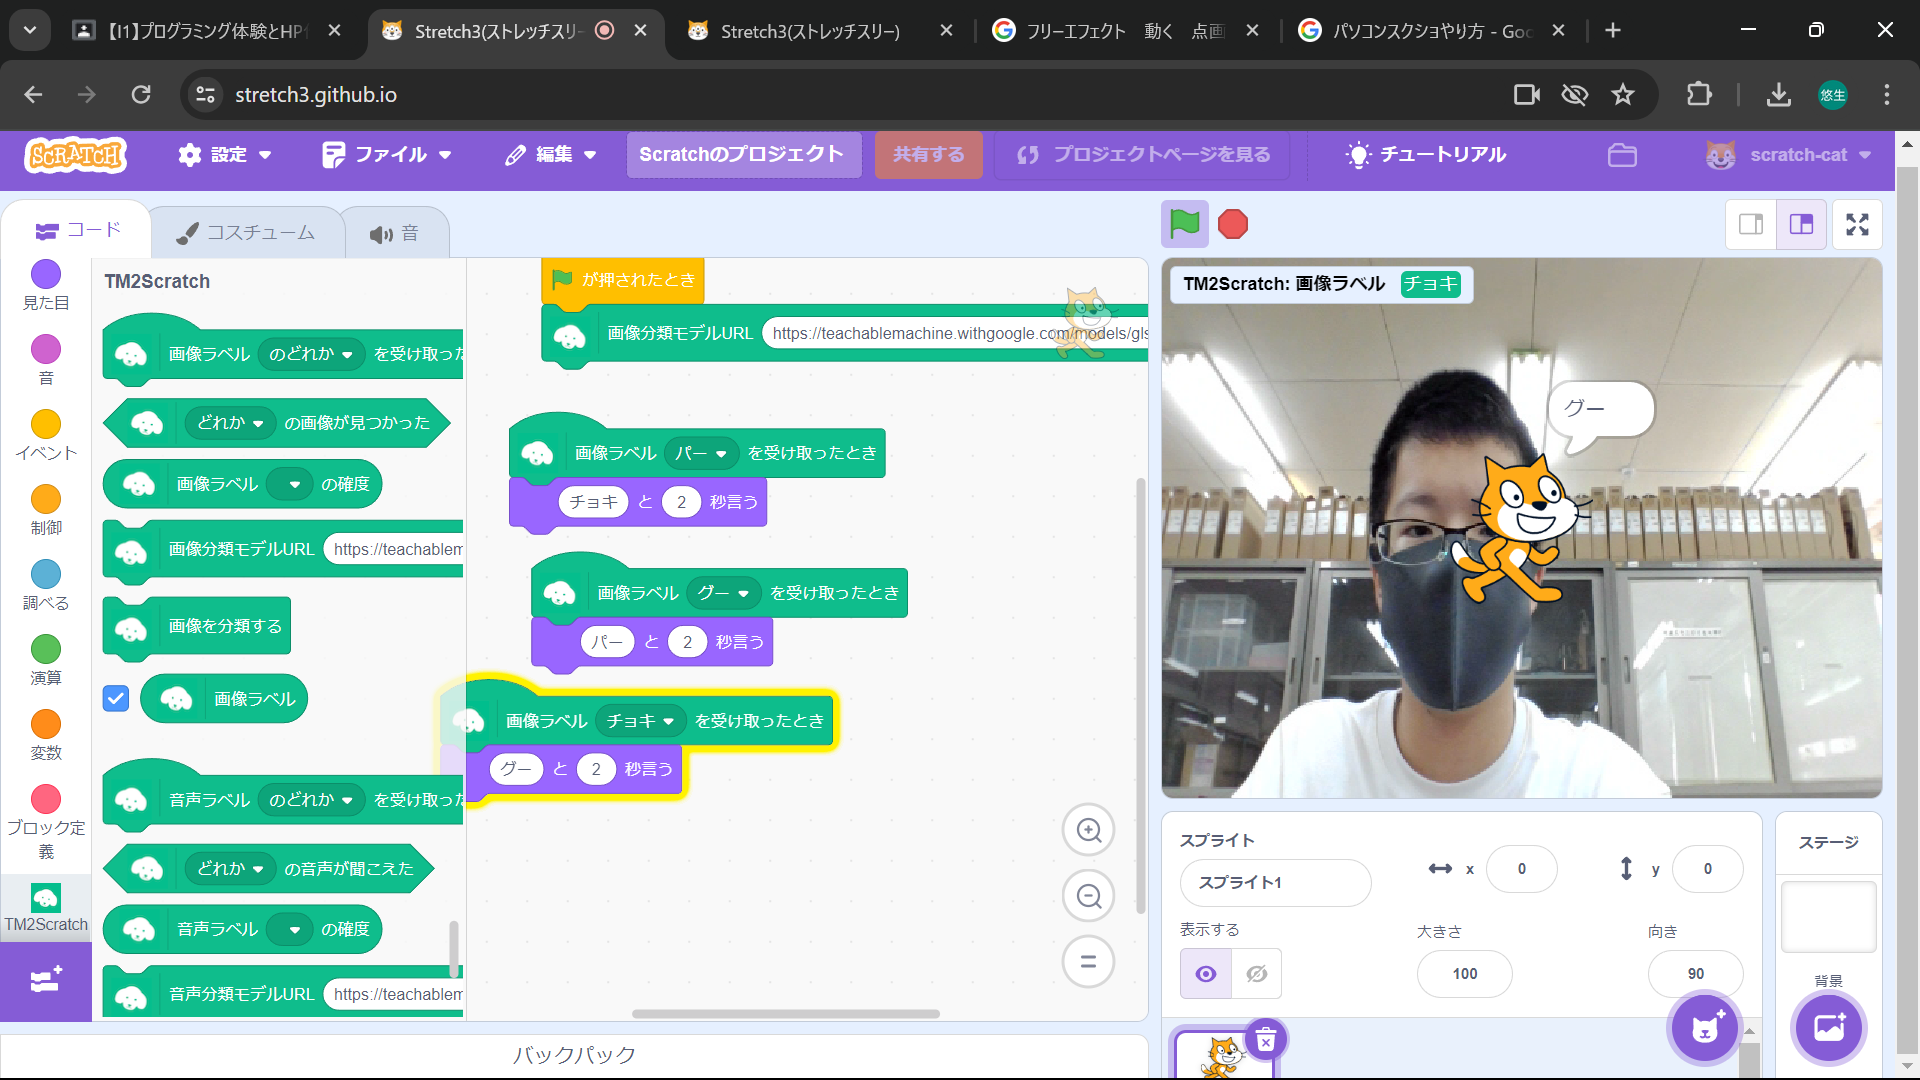 【I1】プログラミング体験とHP
Stretch3(ストレッチスリー
Stretch3(ストレッチスリー)
フリーエフェクト 動く 点画
パソコンスクショやり方 - Goo
stretch3.github.io
悠生
SCRATCH
設定
ファイル
編集
Scratchのプロジェクト
共有する
プロジェクトページを見る
チュートリアル
scratch-cat
コード
コスチューム
音
見た目
音
イベント
制御
調べる
演算
変数
ブロック定
義
TM2Scratch
TM2Scratch
画像ラベル のどれか を受け取った
どれか の画像が見つかった
画像ラベル の確度
画像分類モデルURL https://teachablem
画像を分類する
画像ラベル
音声ラベル のどれか を受け取った
どれか の音声が聞こえた
音声ラベル の確度
音声分類モデルURL https://teachablem
が押されたとき
画像分類モデルURL https://teachablemachine.withgoogle.com/models/gls
画像ラベル パー を受け取ったとき
チョキ と 2 秒言う
画像ラベル グー を受け取ったとき
パー と 2 秒言う
画像ラベル チョキ を受け取ったとき
グー と 2 秒言う
バックパック
TM2Scratch: 画像ラベル チョキ
グー
スプライト
スプライト1
x 0
y 0
表示する
大きさ
100
向き
90
ステージ
背景